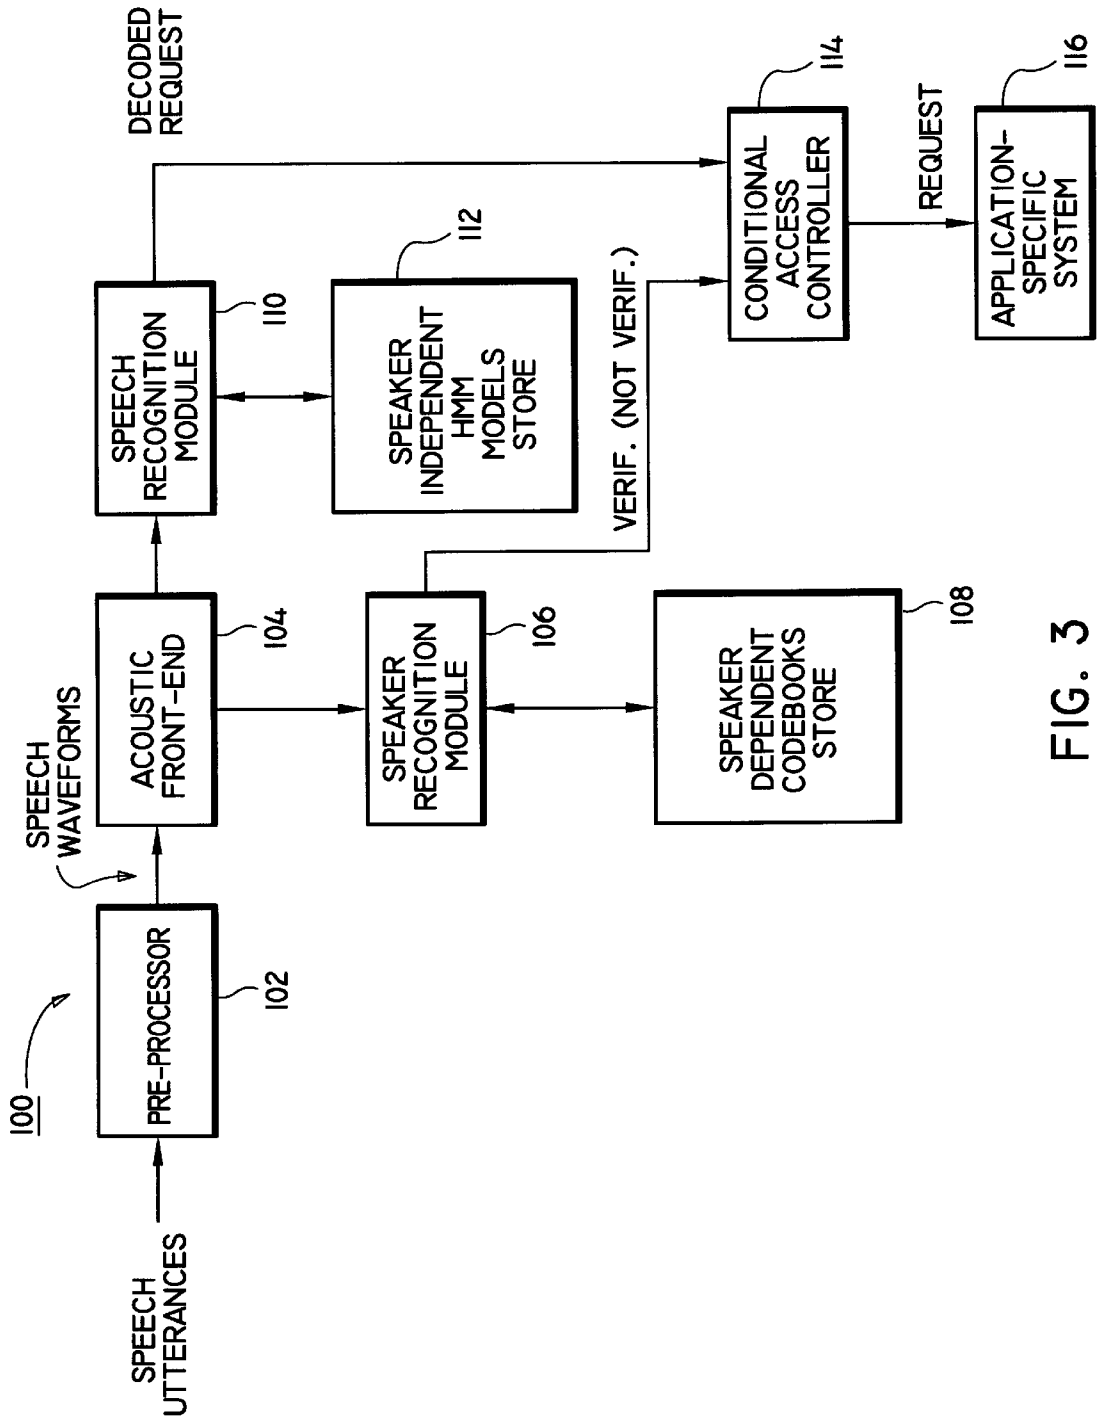 100
SPEECH
UTTERANCES
PRE-PROCESSOR
102
SPEECH
WAVEFORMS
ACOUSTIC
FRONT-END
104
SPEECH
RECOGNITION
MODULE
110
DECODED
REQUEST
SPEAKER
INDEPENDENT
HMM
MODELS
STORE
112
SPEAKER
RECOGNITION
MODULE
106
VERIF. (NOT VERIF.)
SPEAKER
DEPENDENT
CODEBOOKS
STORE
108
CONDITIONAL
ACCESS
CONTROLLER
114
REQUEST
APPLICATION-
SPECIFIC
SYSTEM
116
FIG. 3